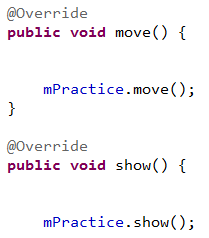 @Override
public void move() {
mPractice.move();
}
@Override
public void show() {
mPractice.show();